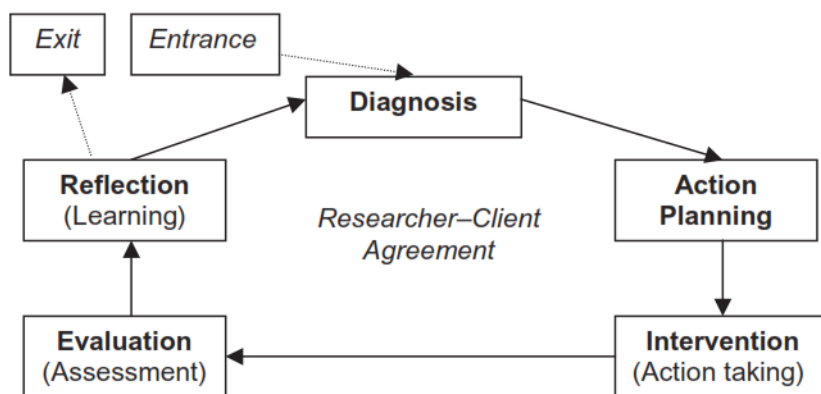 Exit
Entrance
Diagnosis
Reflection
(Learning)
Action
Planning
Researcher–Client
Agreement
Evaluation
(Assessment)
Intervention
(Action taking)